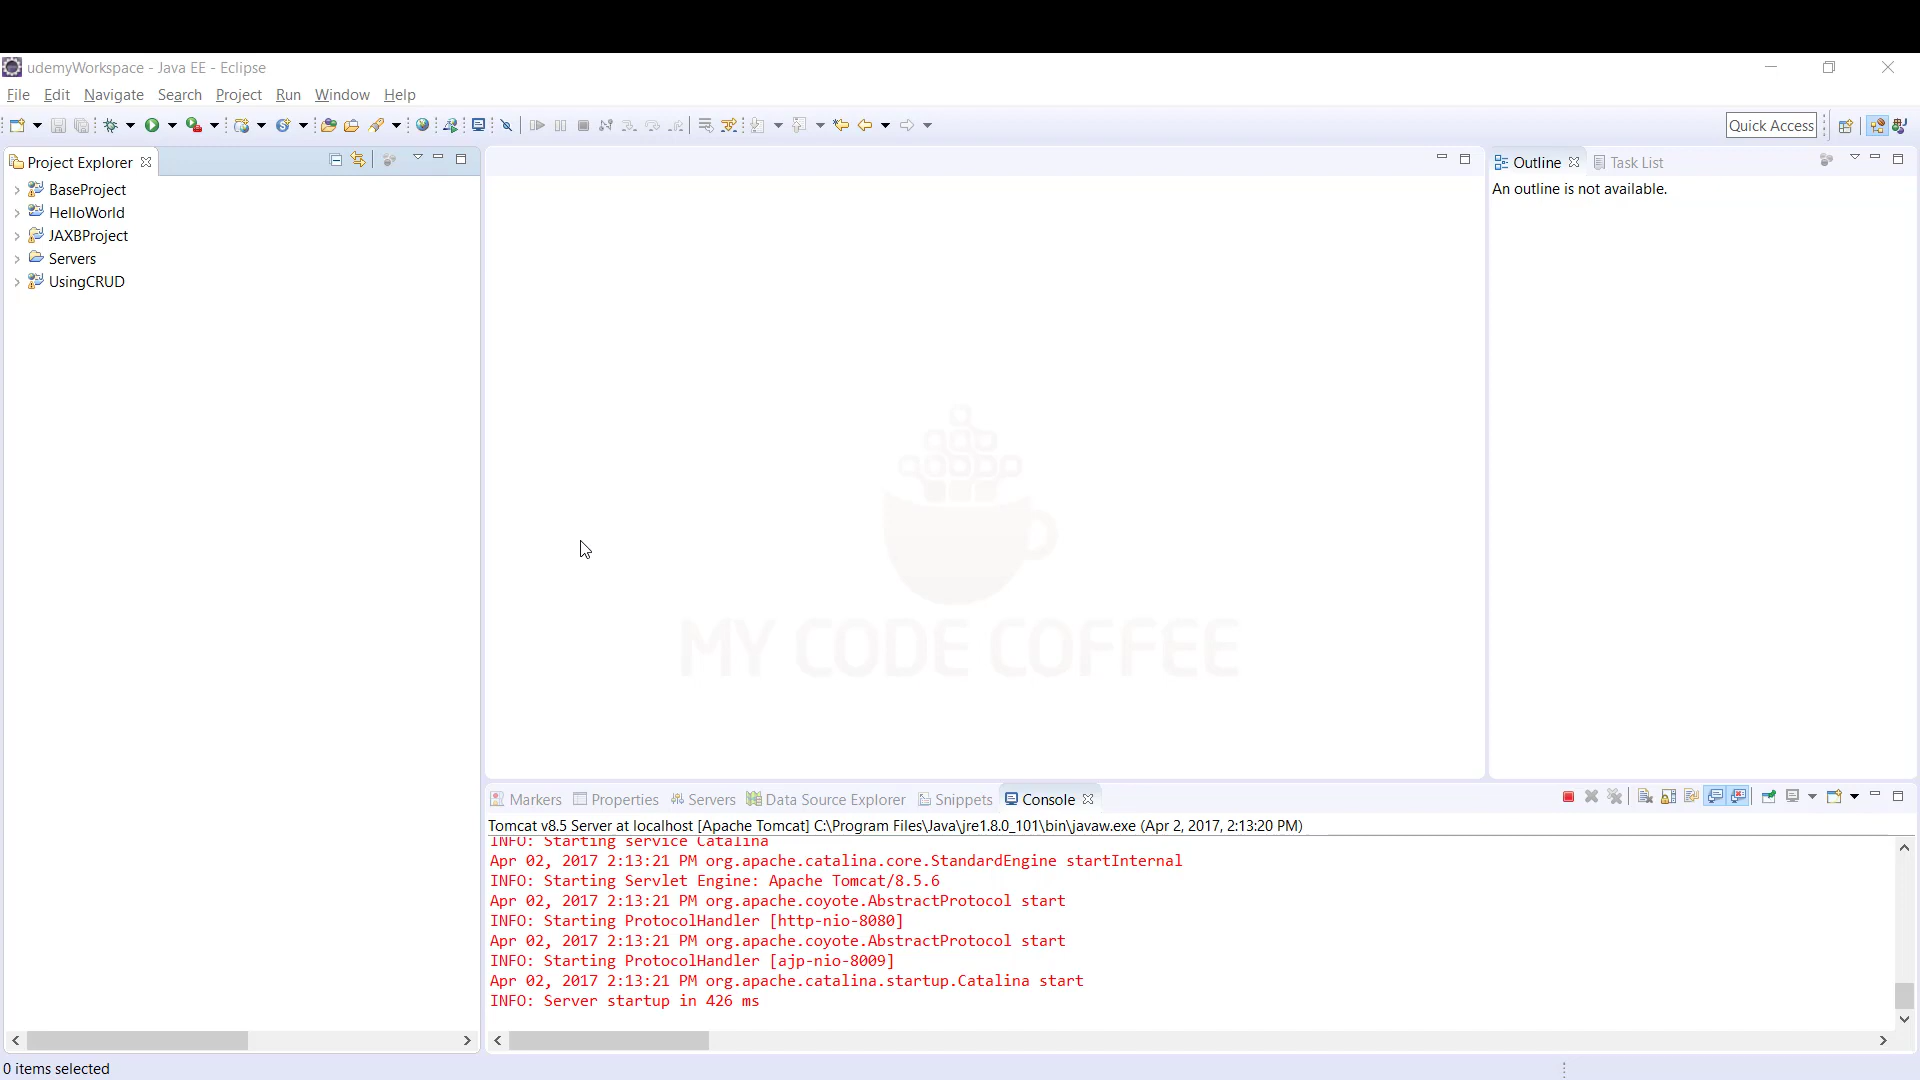 udemyWorkspace - Java EE - Eclipse
File Edit Navigate Search Project Run Window Help
Quick Access
Project Explorer
BaseProject
HelloWorld
JAXBProject
Servers
UsingCRUD
Outline Task List
An outline is not available.
MY CODE COFFEE
Markers Properties Servers Data Source Explorer Snippets Console
Tomcat v8.5 Server at localhost [Apache Tomcat] C:\Program Files\Java\jre1.8.0_101\bin\javaw.exe (Apr 2, 2017, 2:13:20 PM)
INFO: Starting service Catalina
Apr 02, 2017 2:13:21 PM org.apache.catalina.core.StandardEngine startInternal
INFO: Starting Servlet Engine: Apache Tomcat/8.5.6
Apr 02, 2017 2:13:21 PM org.apache.coyote.AbstractProtocol start
INFO: Starting ProtocolHandler [http-nio-8080]
Apr 02, 2017 2:13:21 PM org.apache.coyote.AbstractProtocol start
INFO: Starting ProtocolHandler [ajp-nio-8009]
Apr 02, 2017 2:13:21 PM org.apache.catalina.startup.Catalina start
INFO: Server startup in 426 ms
0 items selected